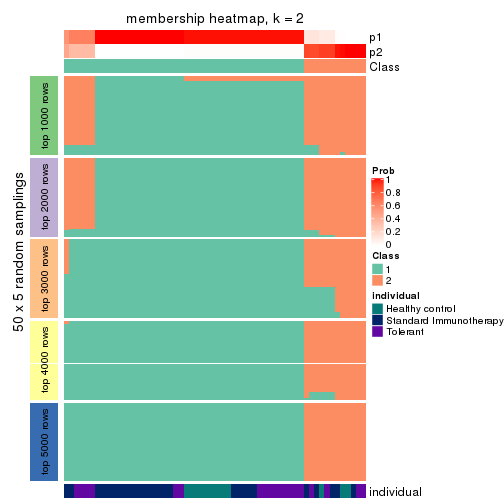 membership heatmap, k = 2
p1
p2
Class
50 x 5 random samplings
top 1000 rows
top 2000 rows
top 3000 rows
top 4000 rows
top 5000 rows
individual
Prob
1
0.8
0.6
0.4
0.2
0
Class
1
2
individual
Healthy control
Standard Immunotherapy
Tolerant